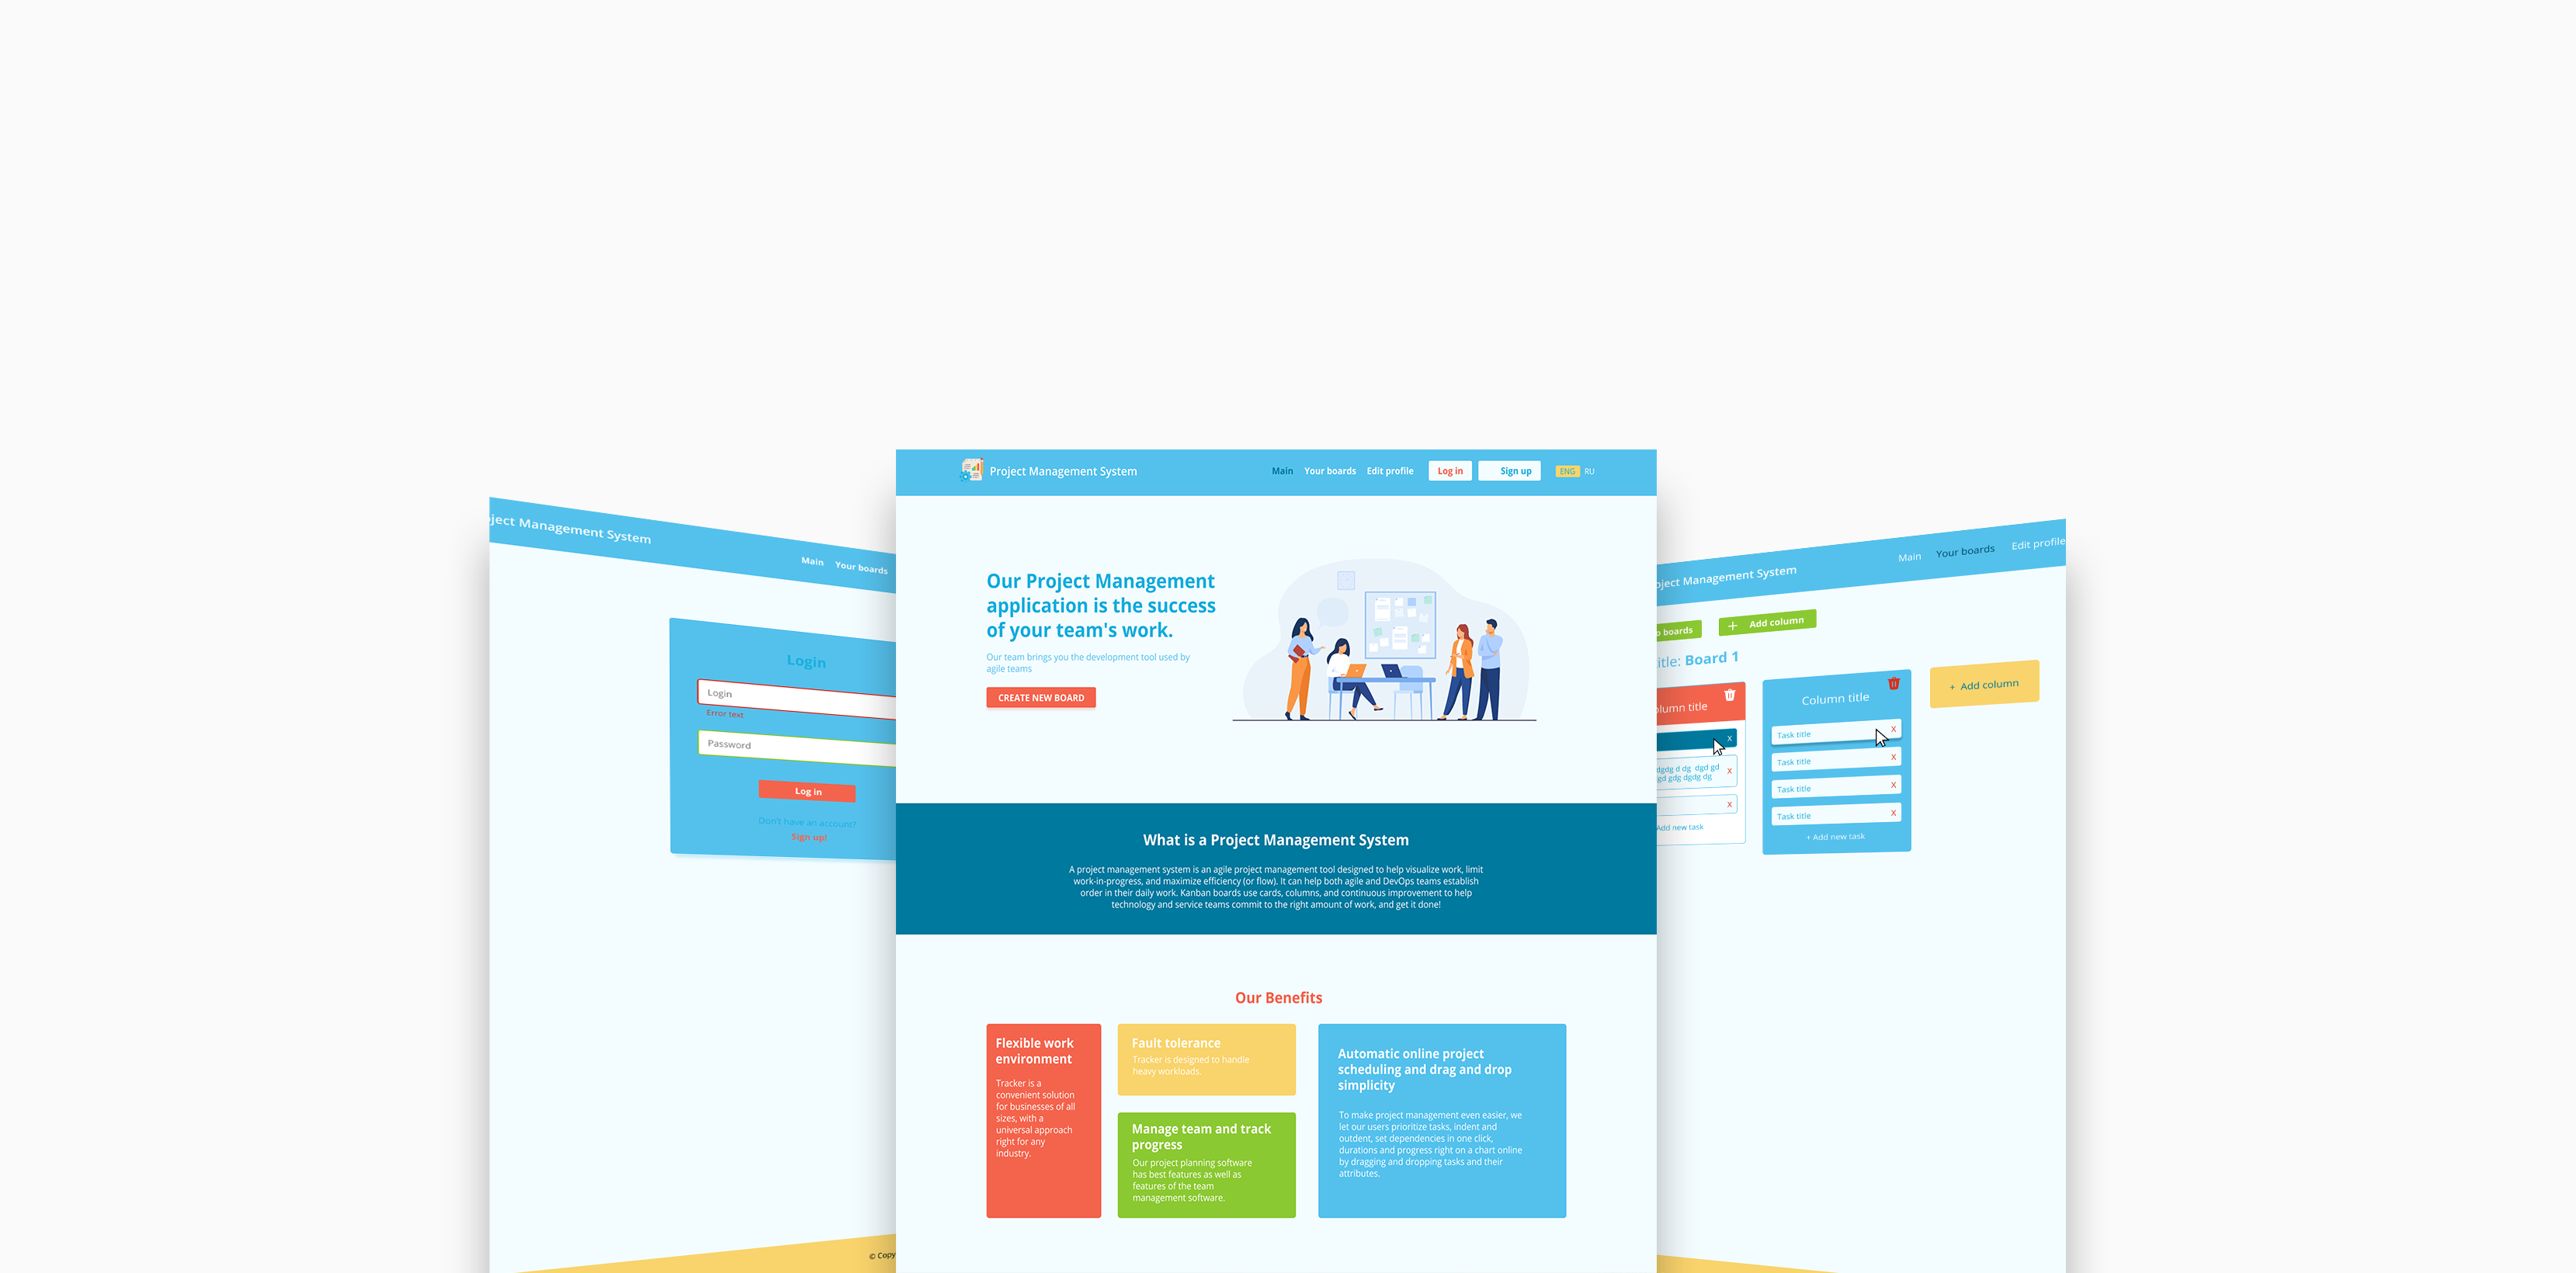 Project Management System
Main Your boards Edit profile Log in Sign up ENG RU
Our Project Management
application is the success
of your team's work.
Our team brings you the development tool used by
agile teams
CREATE NEW BOARD
What is a Project Management System
A project management system is an agile project management tool designed to help visualize work, limit
work-in-progress, and maximize efficiency (or flow). It can help both agile and DevOps teams establish
order in their daily work. Kanban boards use cards, columns, and continuous improvement to help
technology and service teams commit to the right amount of work, and get it done!
Our Benefits
Flexible work
environment
Tracker is a
convenient solution
for businesses of all
sizes, with a
universal approach
right for any
industry.
Fault tolerance
Tracker is designed to handle
heavy workloads.
Manage team and track
progress
Our project planning software
has best features as well as
features of the team
management software.
Automatic online project
scheduling and drag and drop
simplicity
To make project management even easier, we
let our users prioritize tasks, indent and
outdent, set dependencies in one click,
durations and progress right on a chart online
by dragging and dropping tasks and their
attributes.
Management System
Main Your boards
Login
Login
Error text
Password
Log in
Don't have an account?
Sign up!
©
Management System
Main Your boards Edit profile
boards
+ Add column
Board 1
title
X
dgdg d dg dgd gd
gd gdg dgdg dg
X
X
Add new task
Column title
Task title X
Task title X
Task title X
Task title X
+ Add new task
+ Add column